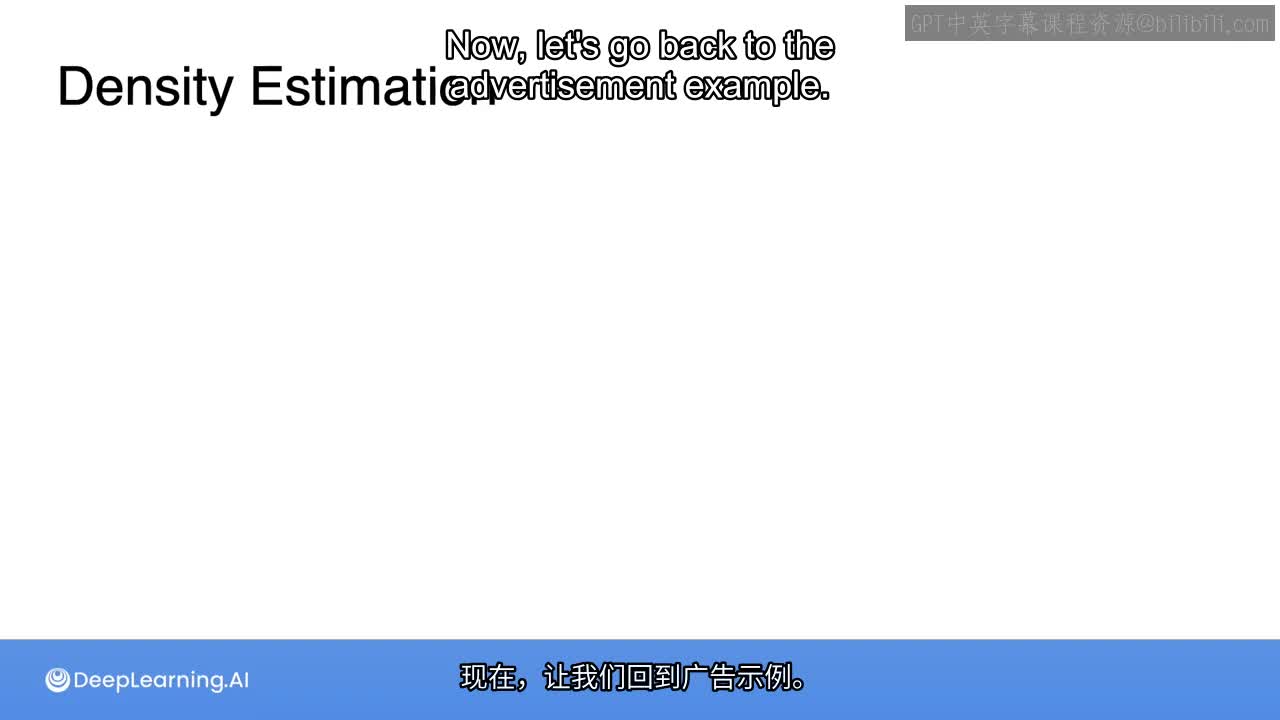 GPT中英字幕课程资源@bilibili.com
Now, let's go back to the
advertisement example.
Density Estimation
DeepLearning.AI
现在，让我们回到广告示例。